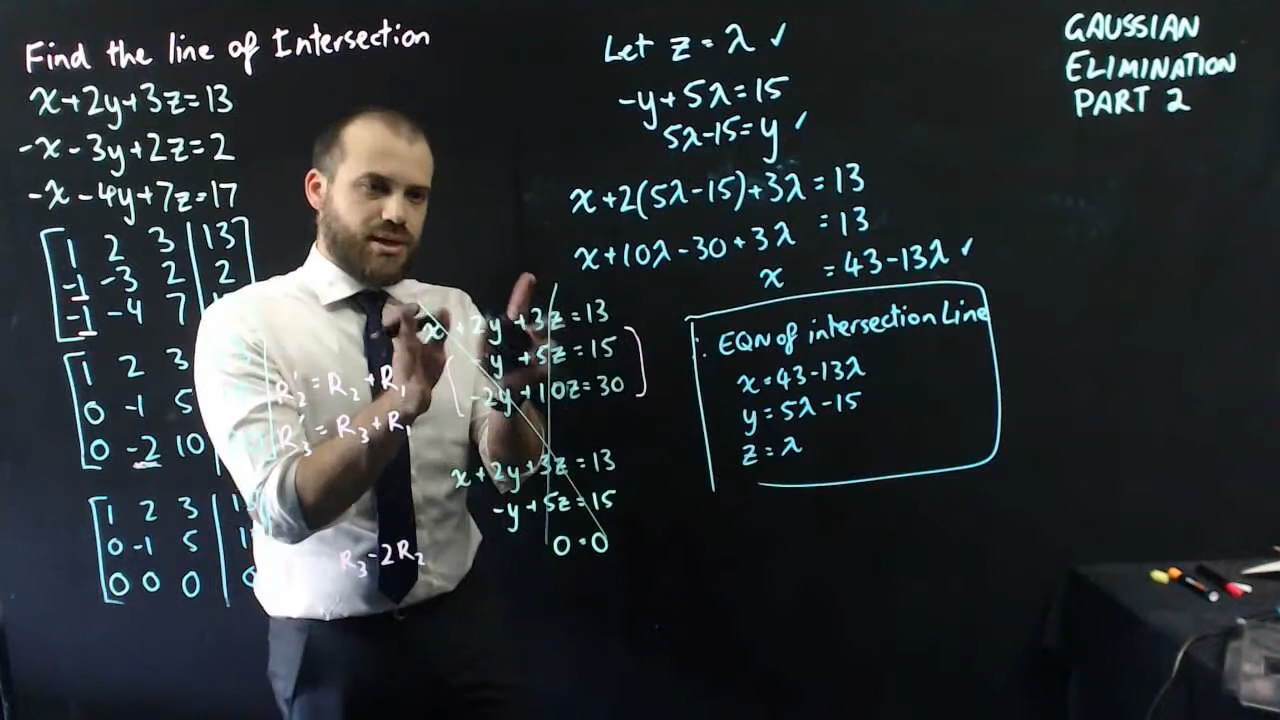 Find the line of Intersection
x+2y+3z=13
-x-3y+2z=2
-x-4y+7z=17
1 2 3 | 13
-1 -3 2 | 2
-1 -4 7
1 2 3
0 -1 5
0 -2 10
R₂' = R₂ + R₁
R₃' = R₃ + R₁
1 2 3
0 -1 5
0 0 0
R₃-2R₂
x+2y+3z=13
-y+5z=15
-2y+10z=30
x+2y+3z=13
-y+5z=15
0=0
Let z=λ ✓
-y+5λ=15
5λ-15=y ✓
x+2(5λ-15)+3λ=13
x+10λ-30+3λ =13
x =43-13λ ✓
∴ EQN of intersection Line
x=43-13λ
y=5λ-15
z=λ
GAUSSIAN
ELIMINATION
PART 2